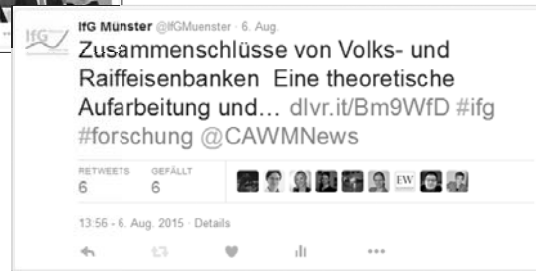 IfG
IfG Münster @IfGMuenster · 6. Aug.
Zusammenschlüsse von Volks- und
Raiffeisenbanken Eine theoretische
Aufarbeitung und... dlvr.it/Bm9WfD #ifg
#forschung @CAWMNews
RETWEETS GEFÄLLT
6 6
EW
13:56 - 6. Aug. 2015 · Details